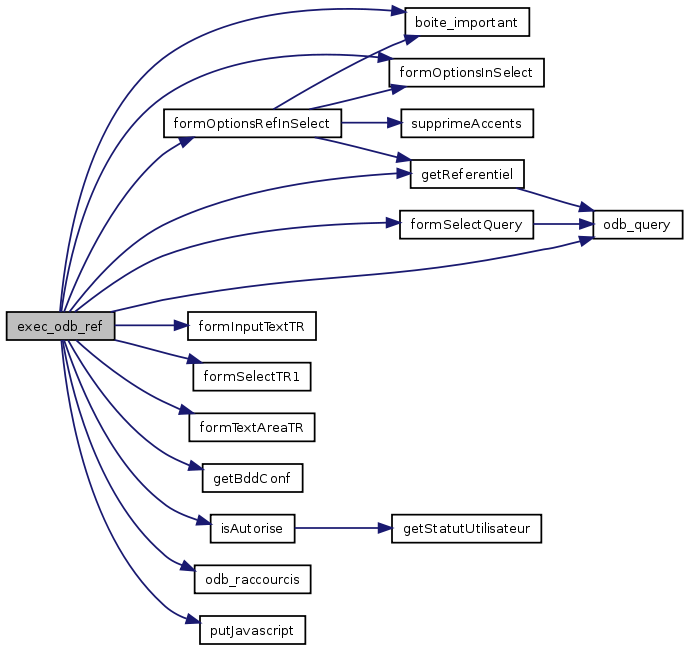 boite_important
formOptionsInSelect
formOptionsRefInSelect
supprimeAccents
getReferentiel
formSelectQuery
odb_query
exec_odb_ref
formInputTextTR
formSelectTR1
formTextAreaTR
getBddConf
isAutorise
getStatutUtilisateur
odb_raccourcis
putJavascript